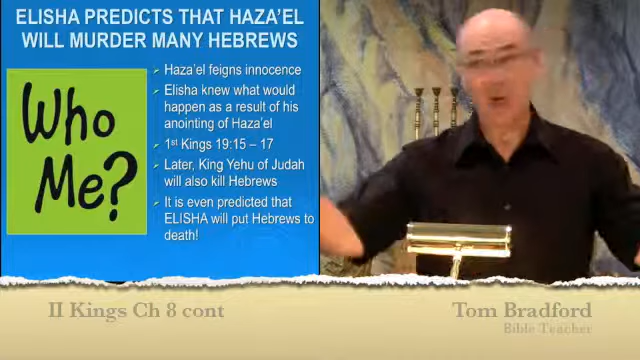 ELISHA PREDICTS THAT HAZA'EL
WILL MURDER MANY HEBREWS
Who
Me?
Haza'el feigns innocence
Elisha knew what would
happen as a result of his
anointing of Haza'el
1st Kings 19:15 – 17
Later, King Yehu of Judah
will also kill Hebrews
It is even predicted that
ELISHA will put Hebrews to
death!
II Kings Ch 8 cont
Tom Bradford
Bible Teacher